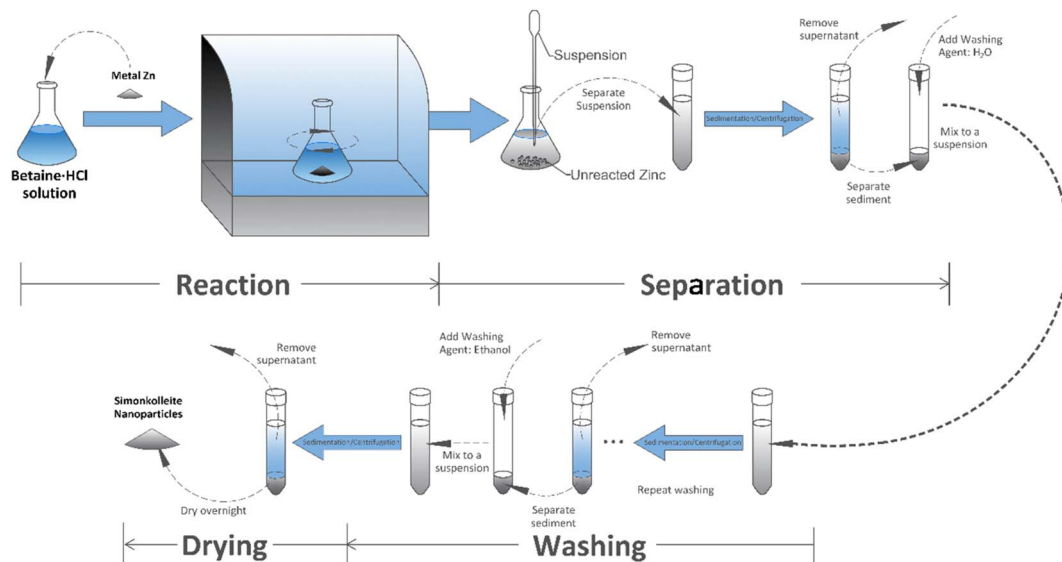 Metal Zn
Betaine·HCl
solution
Suspension
Separate
Suspension
Unreacted Zinc
Sedimentation/Centrifugation
Remove
supernatant
Add Washing
Agent: H₂O
Mix to a
suspension
Separate
sediment
Reaction
Separation
Remove
supernatant
Simonkolleite
Nanoparticles
Dry overnight
Sedimentation/Centrifugation
Add Washing
Agent: Ethanol
Mix to a
suspension
Separate
sediment
Remove
supernatant
...
Sedimentation/Centrifugation
Repeat washing
Drying
Washing